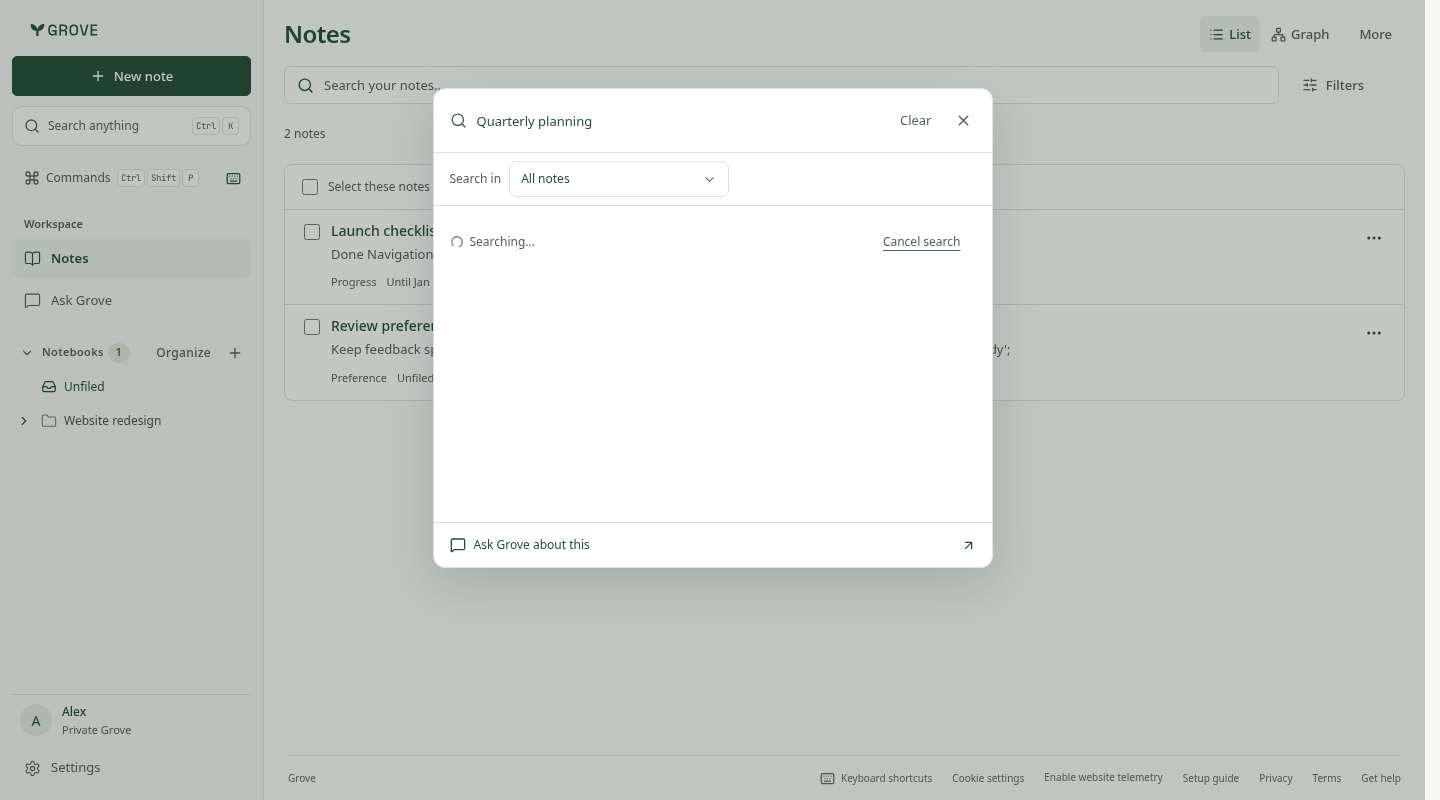 GROVE
New note
Search anything Ctrl K
Commands Ctrl Shift P
Workspace
Notes
Ask Grove
Notebooks 1 Organize
Unfiled
Website redesign
A
Alex
Private Grove
Settings
Notes
List Graph More
Search your notes...
Filters
2 notes
Select these notes
Launch checklis
Done Navigation
Progress Until Jan
Review prefere
Keep feedback sp dy';
Preference Unfiled
Quarterly planning Clear
Search in All notes
Searching... Cancel search
Ask Grove about this
Grove Keyboard shortcuts Cookie settings Enable website telemetry Setup guide Privacy Terms Get help